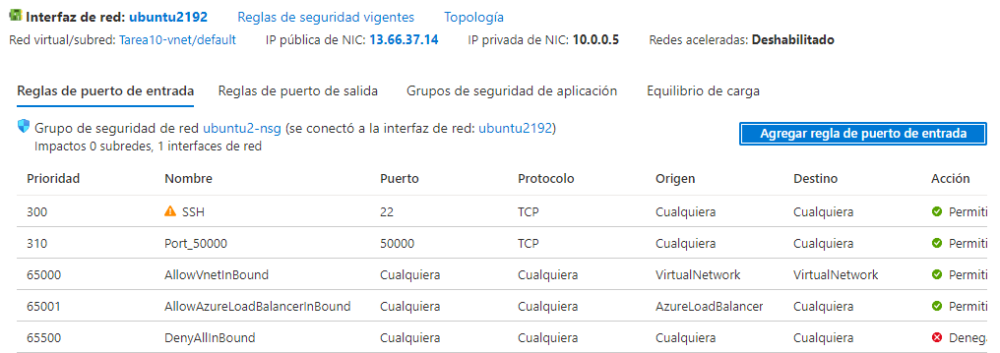 Interfaz de red: ubuntu2192 Reglas de seguridad vigentes Topología
Red virtual/subred: Tarea10-vnet/default IP pública de NIC: 13.66.37.14 IP privada de NIC: 10.0.0.5 Redes aceleradas: Deshabilitado
Reglas de puerto de entrada Reglas de puerto de salida Grupos de seguridad de aplicación Equilibrio de carga
Grupo de seguridad de red ubuntu2-nsg (se conectó a la interfaz de red: ubuntu2192)
Impactos 0 subredes, 1 interfaces de red
Agregar regla de puerto de entrada
Prioridad Nombre Puerto Protocolo Origen Destino Acción
300 SSH 22 TCP Cualquiera Cualquiera Permiti
310 Port_50000 50000 TCP Cualquiera Cualquiera Permiti
65000 AllowVnetInBound Cualquiera Cualquiera VirtualNetwork VirtualNetwork Permiti
65001 AllowAzureLoadBalancerInBound Cualquiera Cualquiera AzureLoadBalancer Cualquiera Permiti
65500 DenyAllInBound Cualquiera Cualquiera Cualquiera Cualquiera Deneg